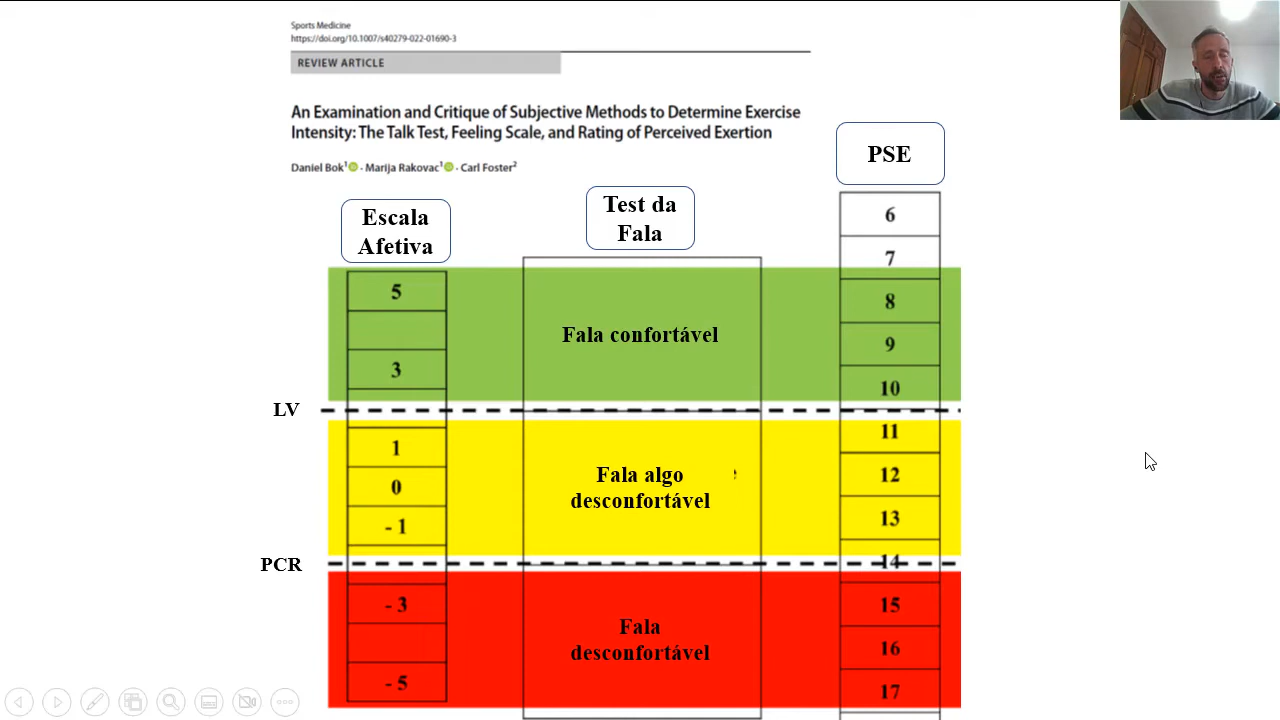 Sports Medicine
https://doi.org/10.1007/s40279-022-01690-3
REVIEW ARTICLE
An Examination and Critique of Subjective Methods to Determine Exercise
Intensity: The Talk Test, Feeling Scale, and Rating of Perceived Exertion
Daniel Bok¹ · Marija Rakovac¹ · Carl Foster²
PSE
Escala
Afetiva
Test da
Fala
6
7
5
8
Fala confortável
9
3
10
LV
11
1
Fala algo
desconfortável
12
0
13
- 1
14
PCR
- 3
15
Fala
desconfortável
16
- 5
17